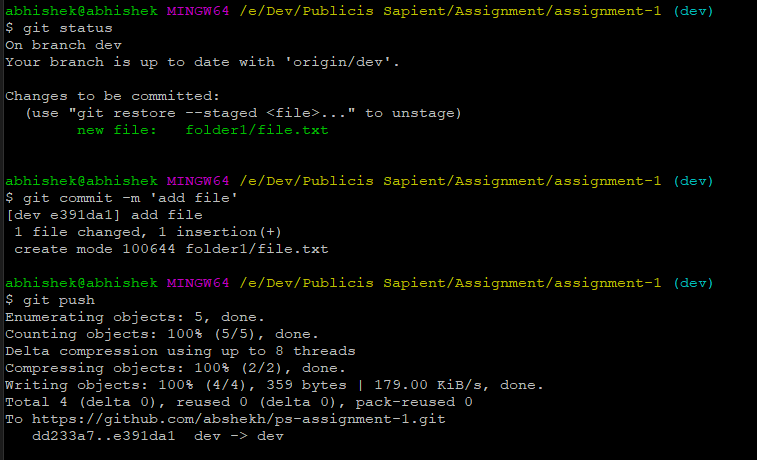 abhishek@abhishek MINGW64 /e/Dev/Publicis Sapient/Assignment/assignment-1 (dev)
$ git status
On branch dev
Your branch is up to date with 'origin/dev'.
Changes to be committed:
  (use "git restore --staged <file>..." to unstage)
        new file:   folder1/file.txt
abhishek@abhishek MINGW64 /e/Dev/Publicis Sapient/Assignment/assignment-1 (dev)
$ git commit -m 'add file'
[dev e391da1] add file
 1 file changed, 1 insertion(+)
 create mode 100644 folder1/file.txt
abhishek@abhishek MINGW64 /e/Dev/Publicis Sapient/Assignment/assignment-1 (dev)
$ git push
Enumerating objects: 5, done.
Counting objects: 100% (5/5), done.
Delta compression using up to 8 threads
Compressing objects: 100% (2/2), done.
Writing objects: 100% (4/4), 359 bytes | 179.00 KiB/s, done.
Total 4 (delta 0), reused 0 (delta 0), pack-reused 0
To https://github.com/abshekh/ps-assignment-1.git
   dd233a7..e391da1  dev -> dev